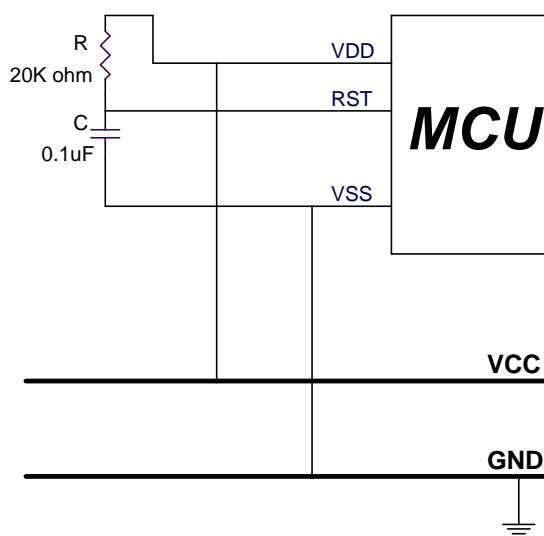 R
20K ohm
C
0.1uF
VDD
RST
VSS
MCU
VCC
GND